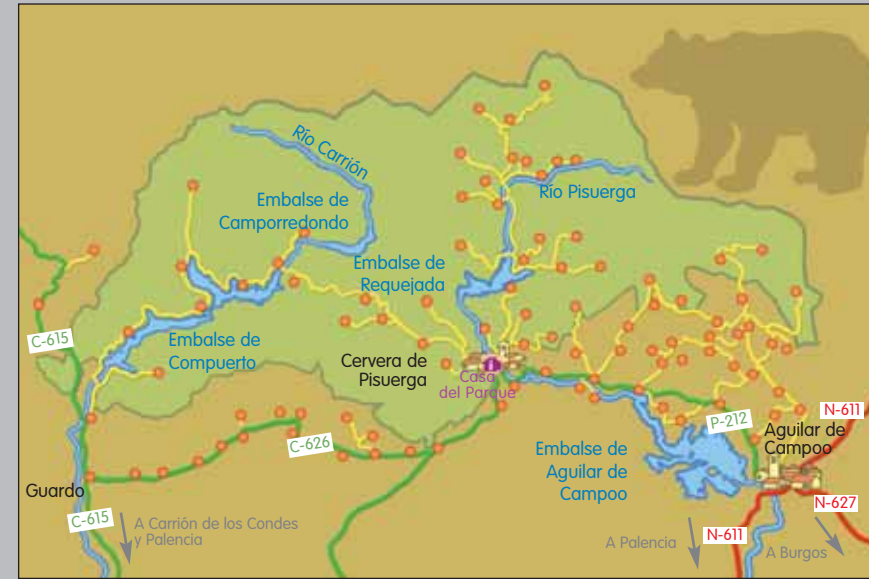 Río Carrión
Embalse de
Camporredondo
Río Pisuerga
Embalse de
Requejada
C-615
Embalse de
Compuerto
Cervera de
Pisuerga
Casa
del Parque
N-611
P-212
Aguilar de
Campoo
C-626
Embalse de
Aguilar de
Campoo
Guardo
N-627
C-615
A Carrión de los Condes
y Palencia
N-611
A Palencia
A Burgos